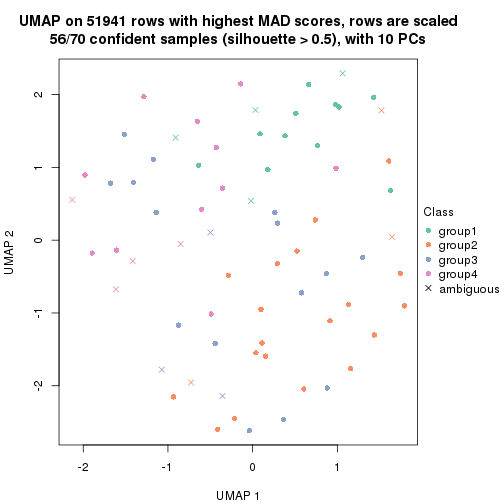 UMAP on 51941 rows with highest MAD scores, rows are scaled
56/70 confident samples (silhouette > 0.5), with 10 PCs
UMAP 2
2
1
0
-1
-2
-2
-1
0
1
UMAP 1
Class
group1
group2
group3
group4
ambiguous